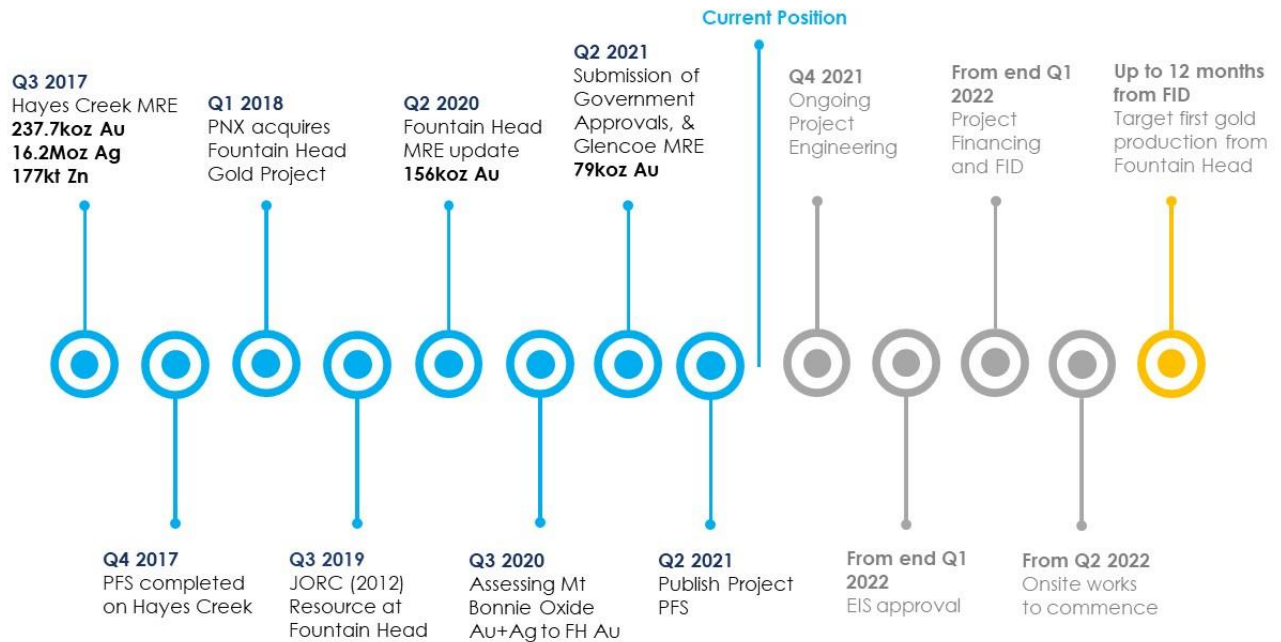 Current Position
Q3 2017
Hayes Creek MRE
237.7koz Au
16.2Moz Ag
177kt Zn
Q1 2018
PNX acquires
Fountain Head
Gold Project
Q2 2020
Fountain Head
MRE update
156koz Au
Q2 2021
Submission of
Government
Approvals, &
Glencoe MRE
79koz Au
Q4 2021
Ongoing
Project
Engineering
From end Q1
2022
Project
Financing
and FID
Up to 12 months
from FID
Target first gold
production from
Fountain Head
Q4 2017
PFS completed
on Hayes Creek
Q3 2019
JORC (2012)
Resource at
Fountain Head
Q3 2020
Assessing Mt
Bonnie Oxide
Au+Ag to FH Au
Q2 2021
Publish Project
PFS
From end Q1
2022
EIS approval
From Q2 2022
Onsite works
to commence